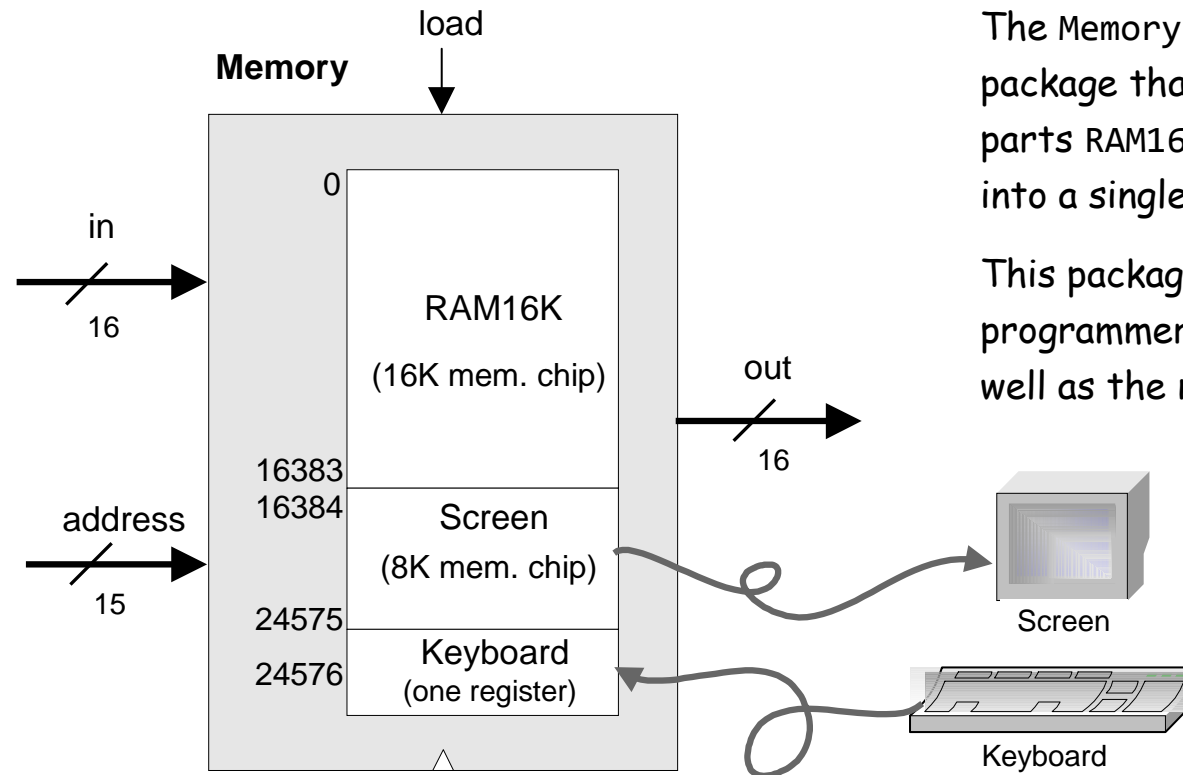 load
Memory
0
in
16
RAM16K
(16K mem. chip)
out
16
16383
16384
address
15
Screen
(8K mem. chip)
24575
24576
Keyboard
(one register)
Screen
Keyboard
The Memory
package tha
parts RAM16
into a single
This packag
programmer
well as the